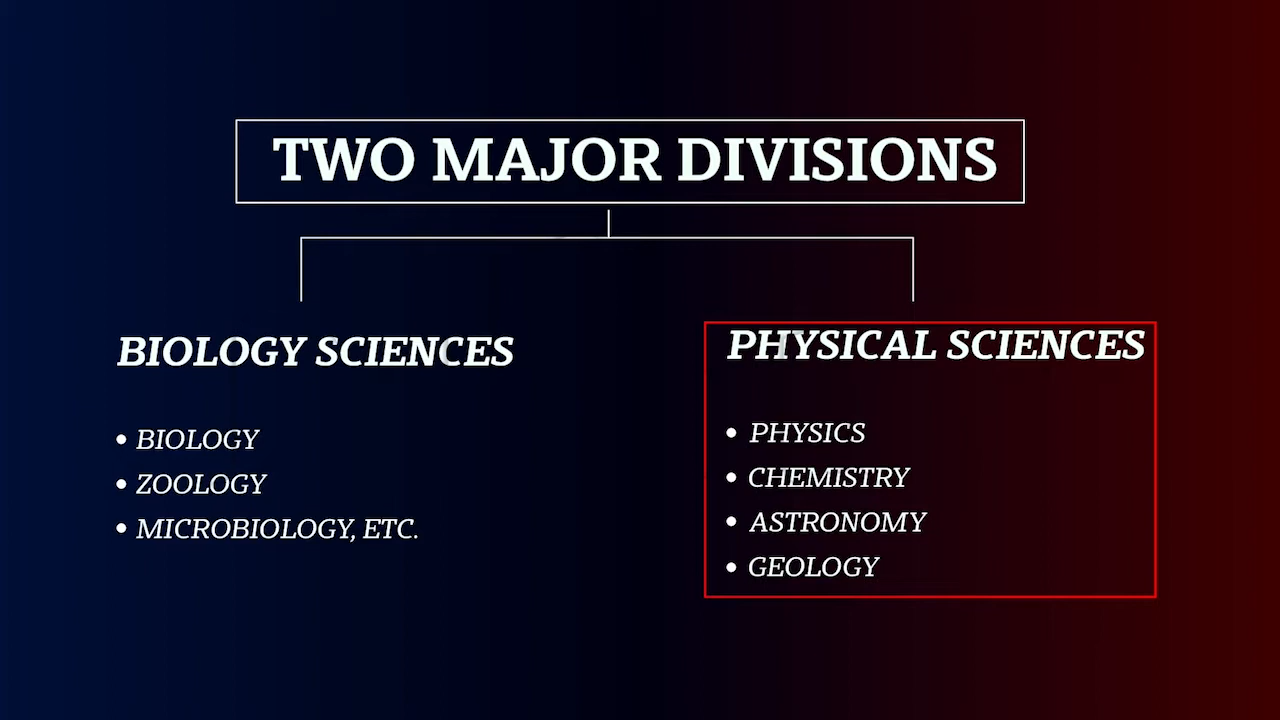 TWO MAJOR DIVISIONS
BIOLOGY SCIENCES
• BIOLOGY
• ZOOLOGY
• MICROBIOLOGY, ETC.
PHYSICAL SCIENCES
• PHYSICS
• CHEMISTRY
• ASTRONOMY
• GEOLOGY